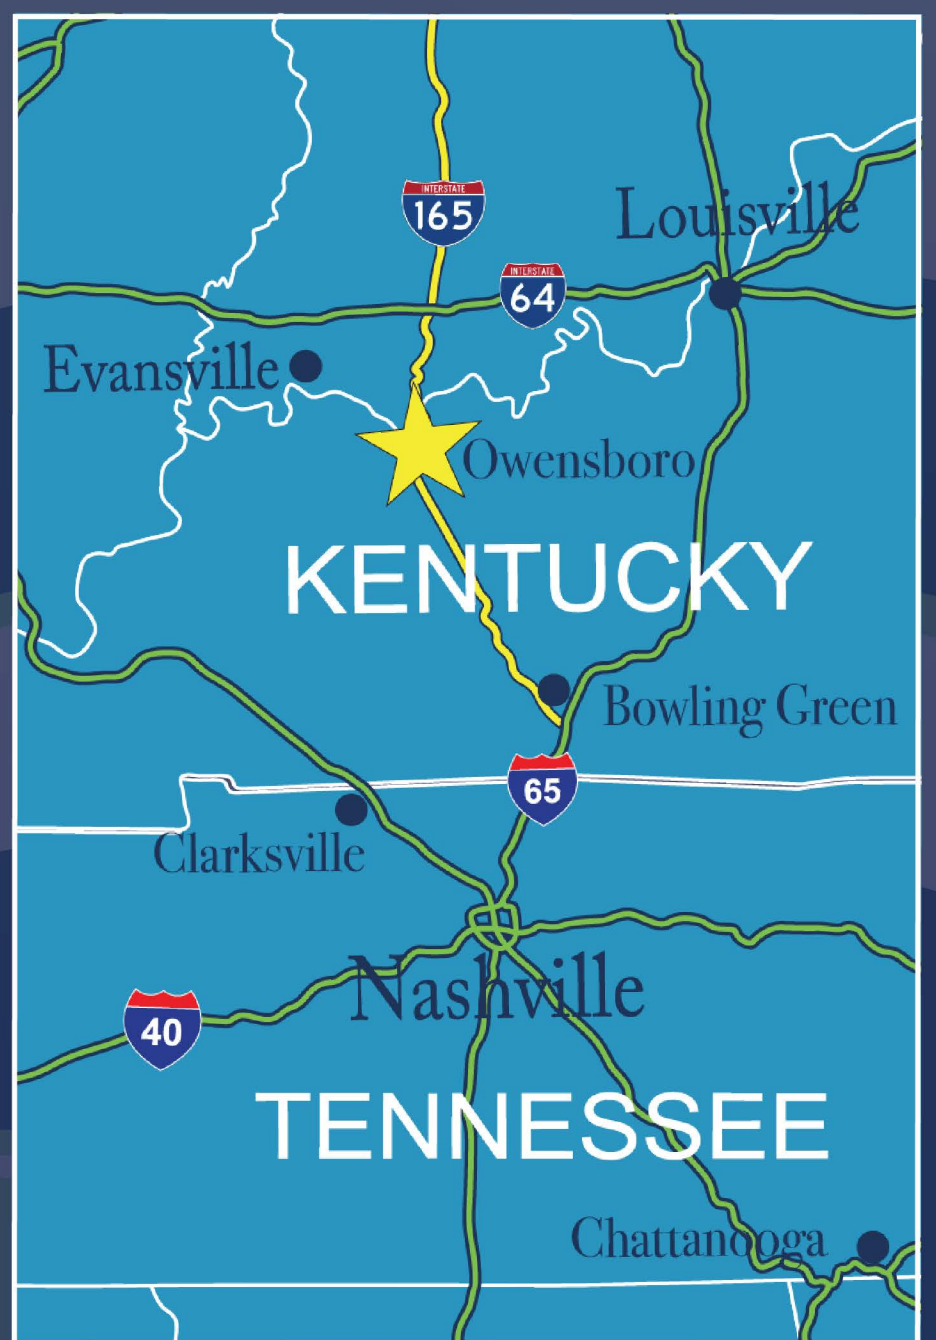 INTERSTATE
165
Louisville
INTERSTATE
64
Evansville
Owensboro
KENTUCKY
Bowling Green
65
Clarksville
Nashville
40
TENNESSEE
Chattanooga